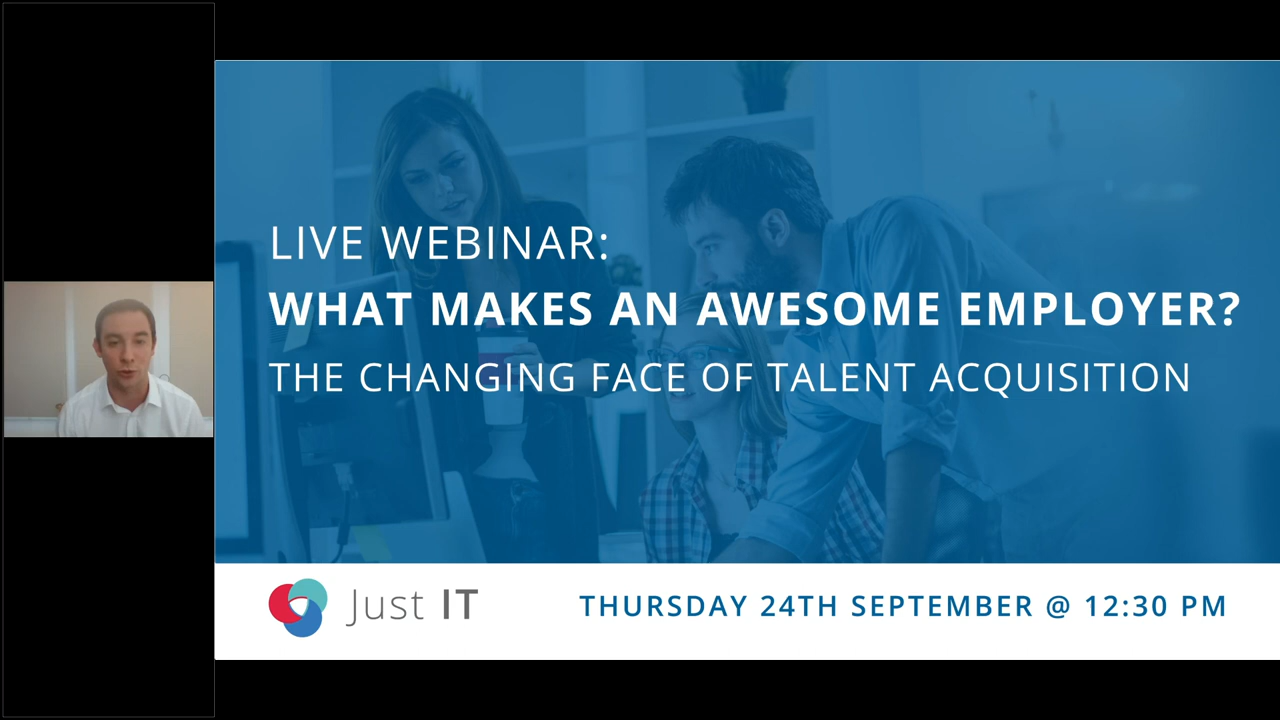 LIVE WEBINAR:
WHAT MAKES AN AWESOME EMPLOYER?
THE CHANGING FACE OF TALENT ACQUISITION
Just IT
THURSDAY 24TH SEPTEMBER @ 12:30 PM